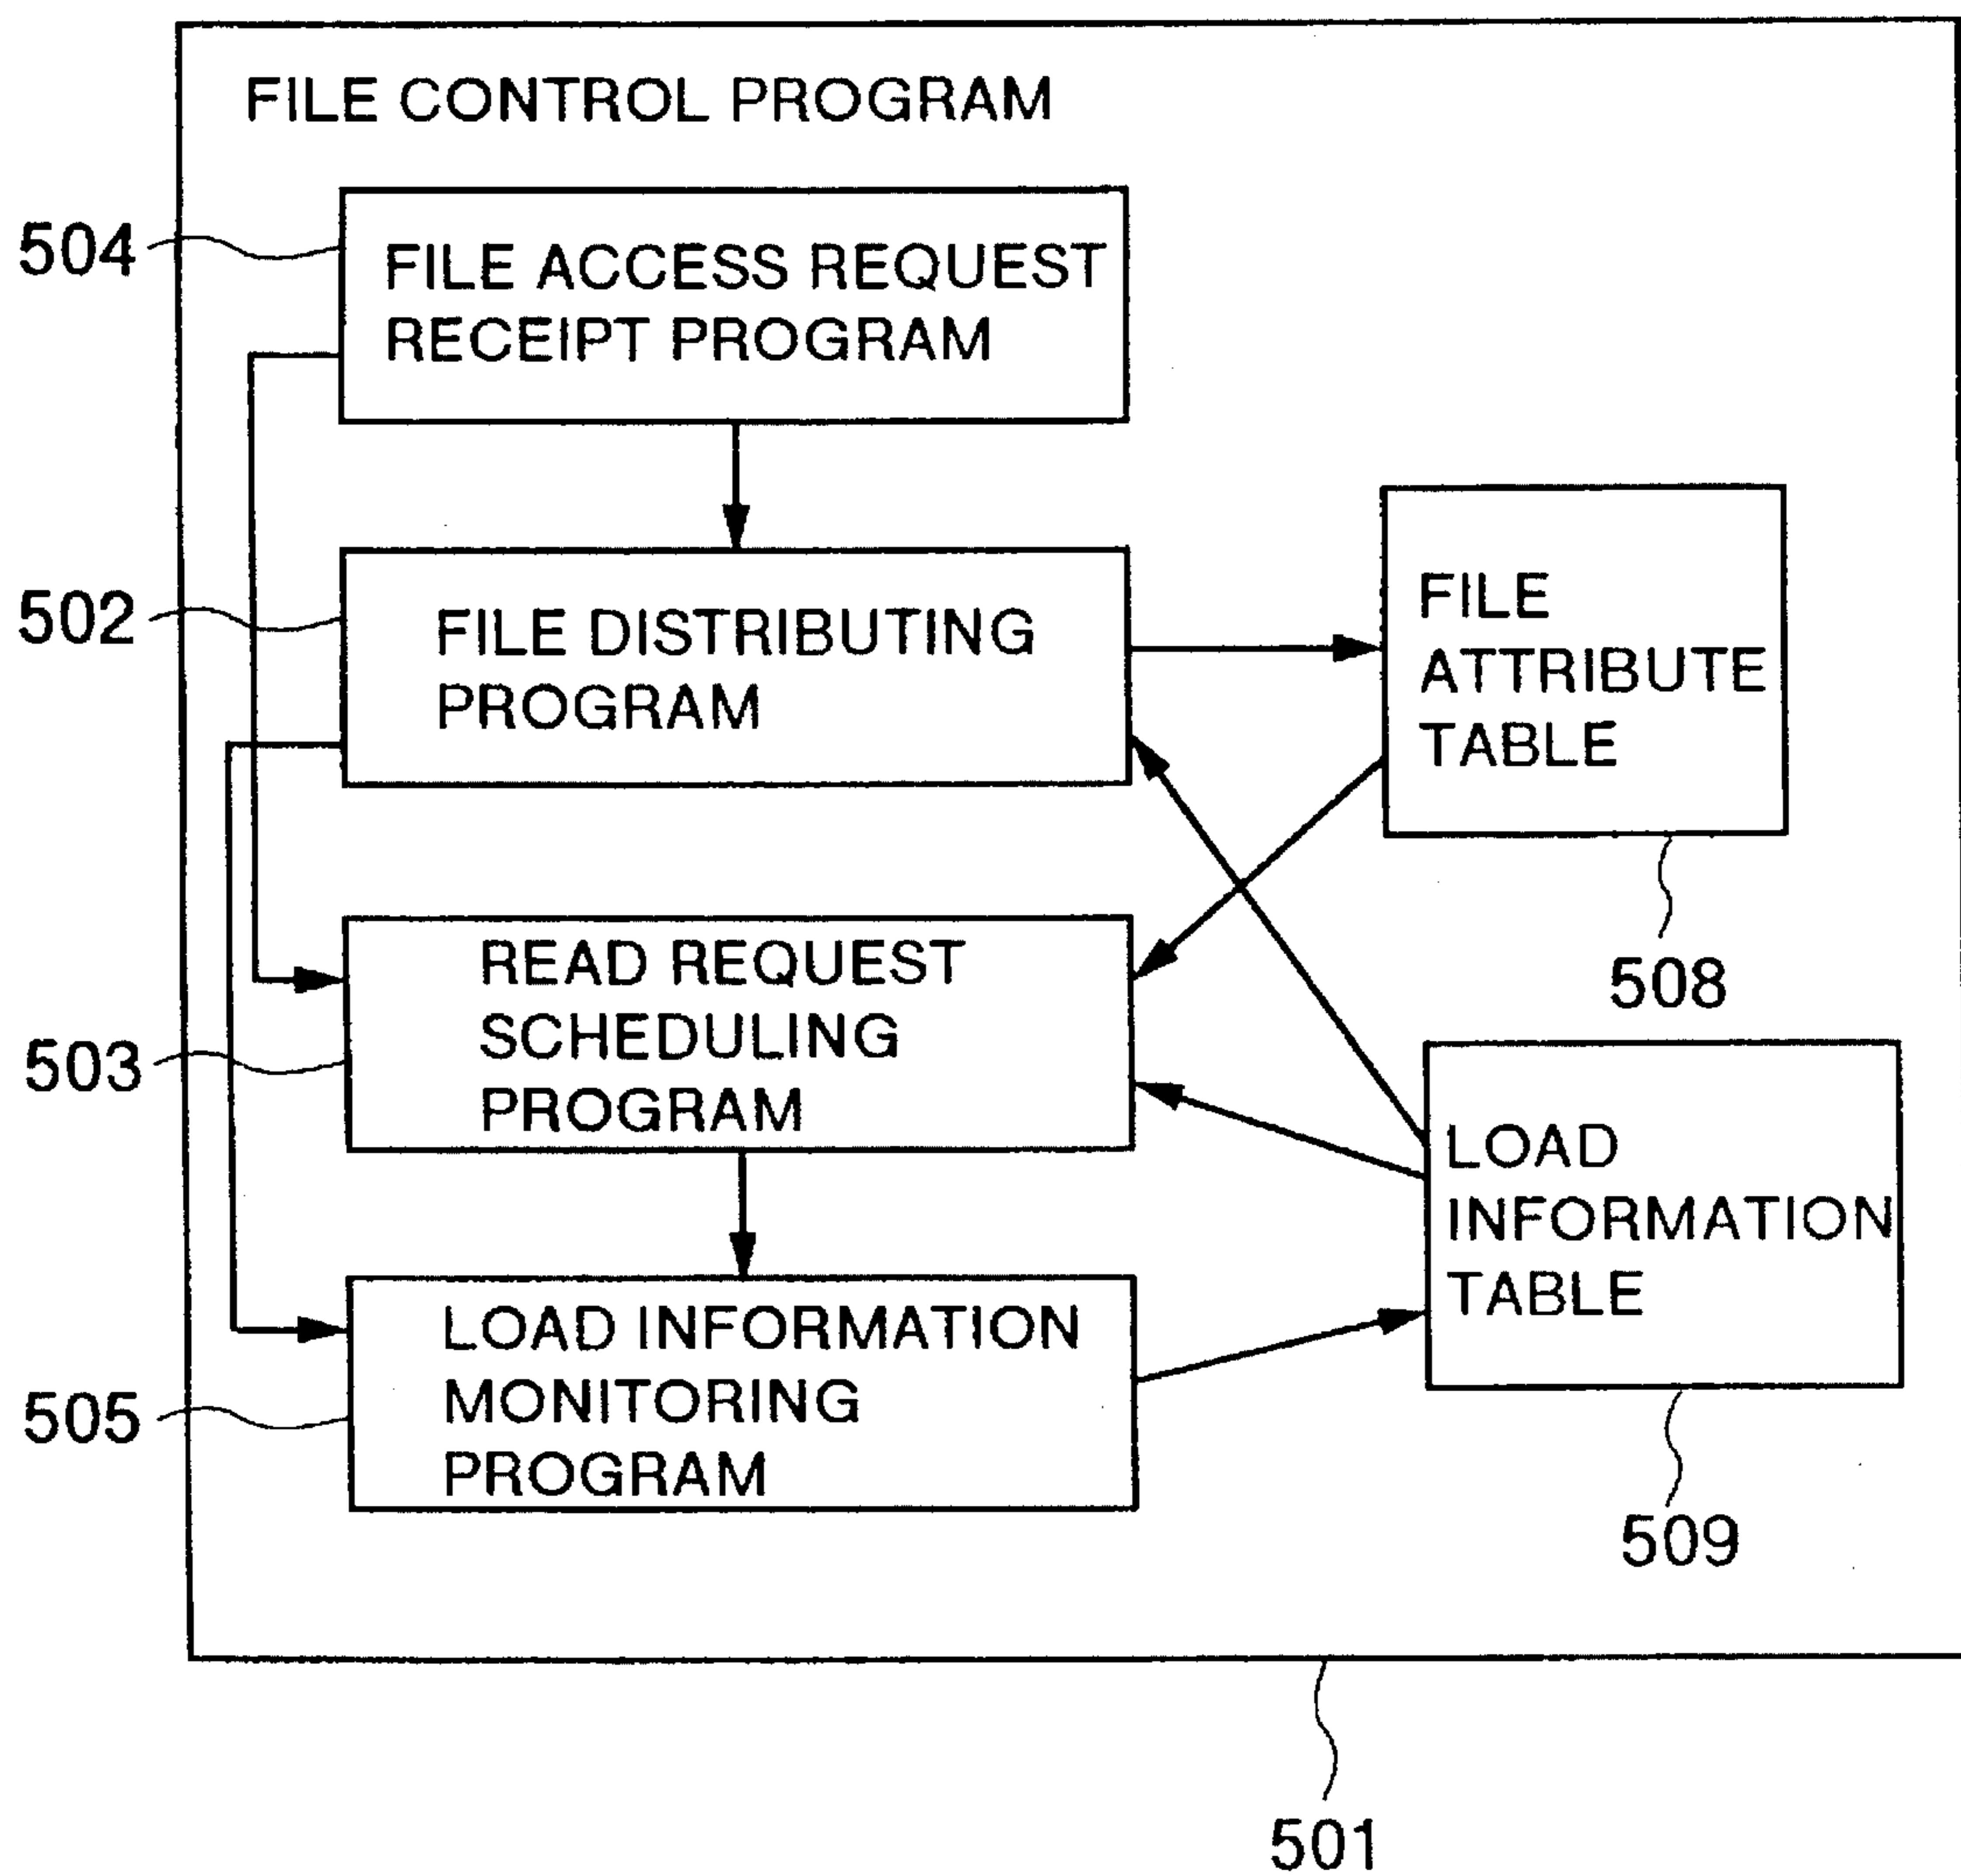 FILE CONTROL PROGRAM
504
FILE ACCESS REQUEST
RECEIPT PROGRAM
502
FILE DISTRIBUTING
PROGRAM
FILE
ATTRIBUTE
TABLE
508
503
READ REQUEST
SCHEDULING
PROGRAM
LOAD
INFORMATION
TABLE
509
505
LOAD INFORMATION
MONITORING
PROGRAM
501